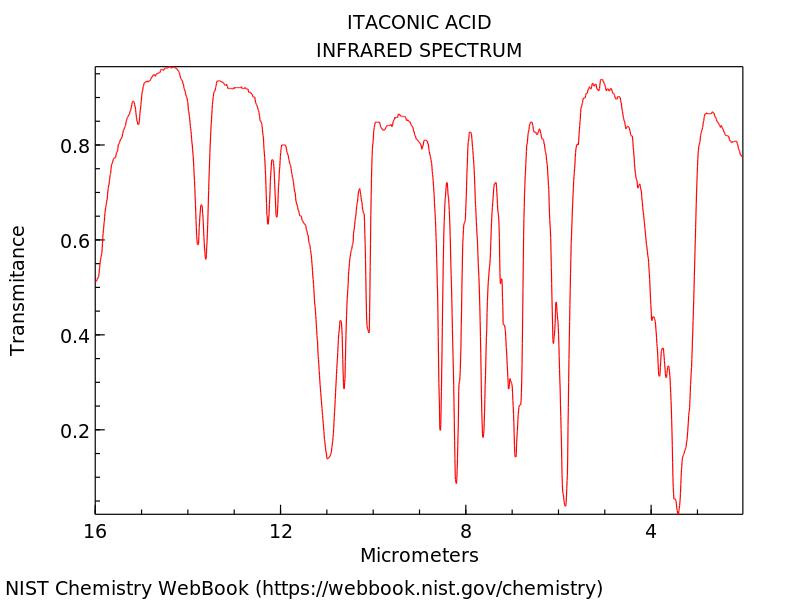 ITACONIC ACID
INFRARED SPECTRUM
0.8
0.6
Transmitance
0.4
0.2
16 12 8 4
Micrometers
NIST Chemistry WebBook (https://webbook.nist.gov/chemistry)